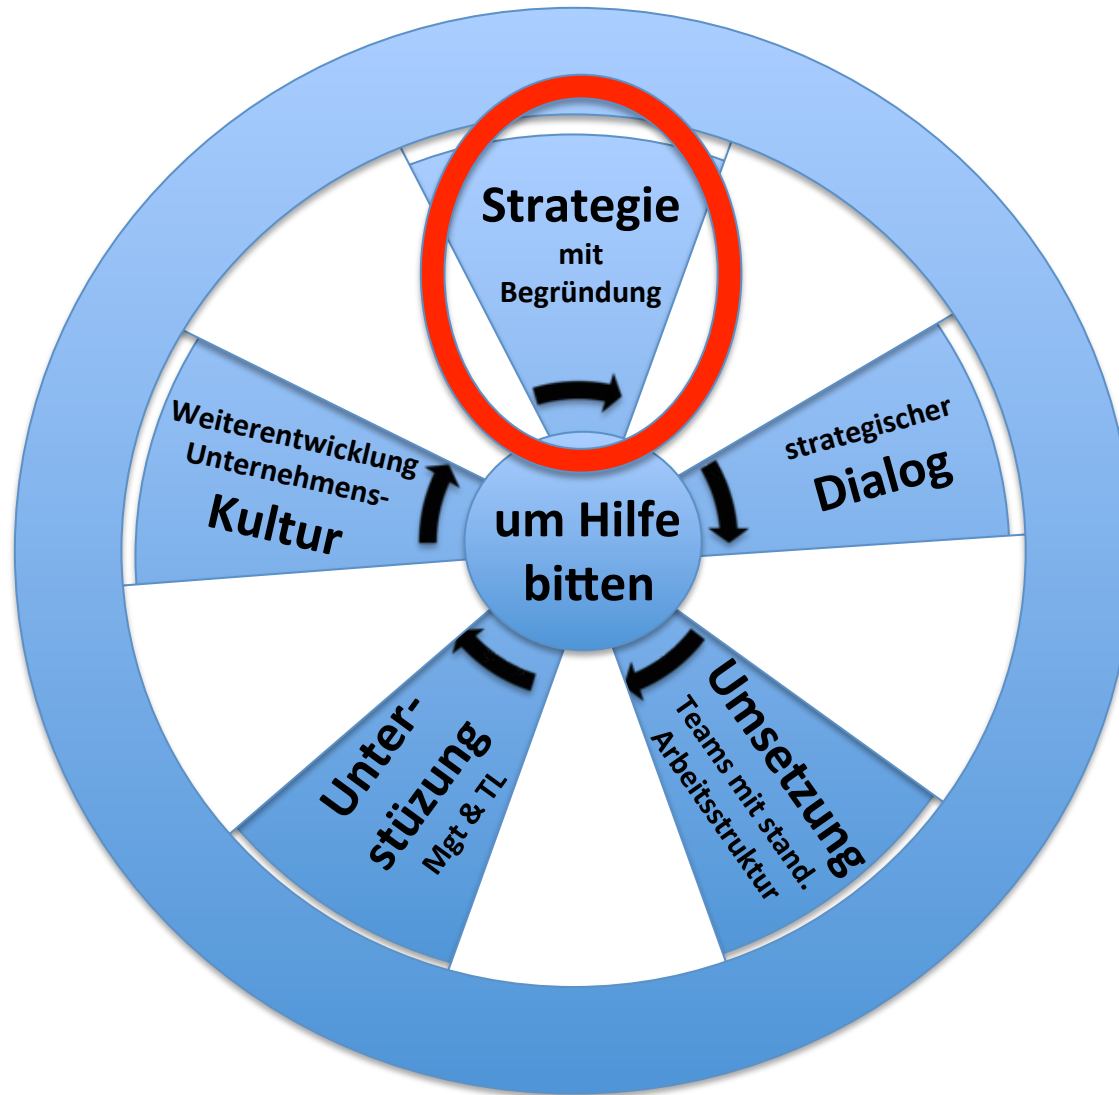 Strategie
mit
Begründung
strategischer
Dialog
Umsetzung
Teams mit stand.
Arbeitsstruktur
Unter-
stüzung
Mgt & TL
Weiterentwicklung
Unternehmens-
Kultur
um Hilfe
bitten